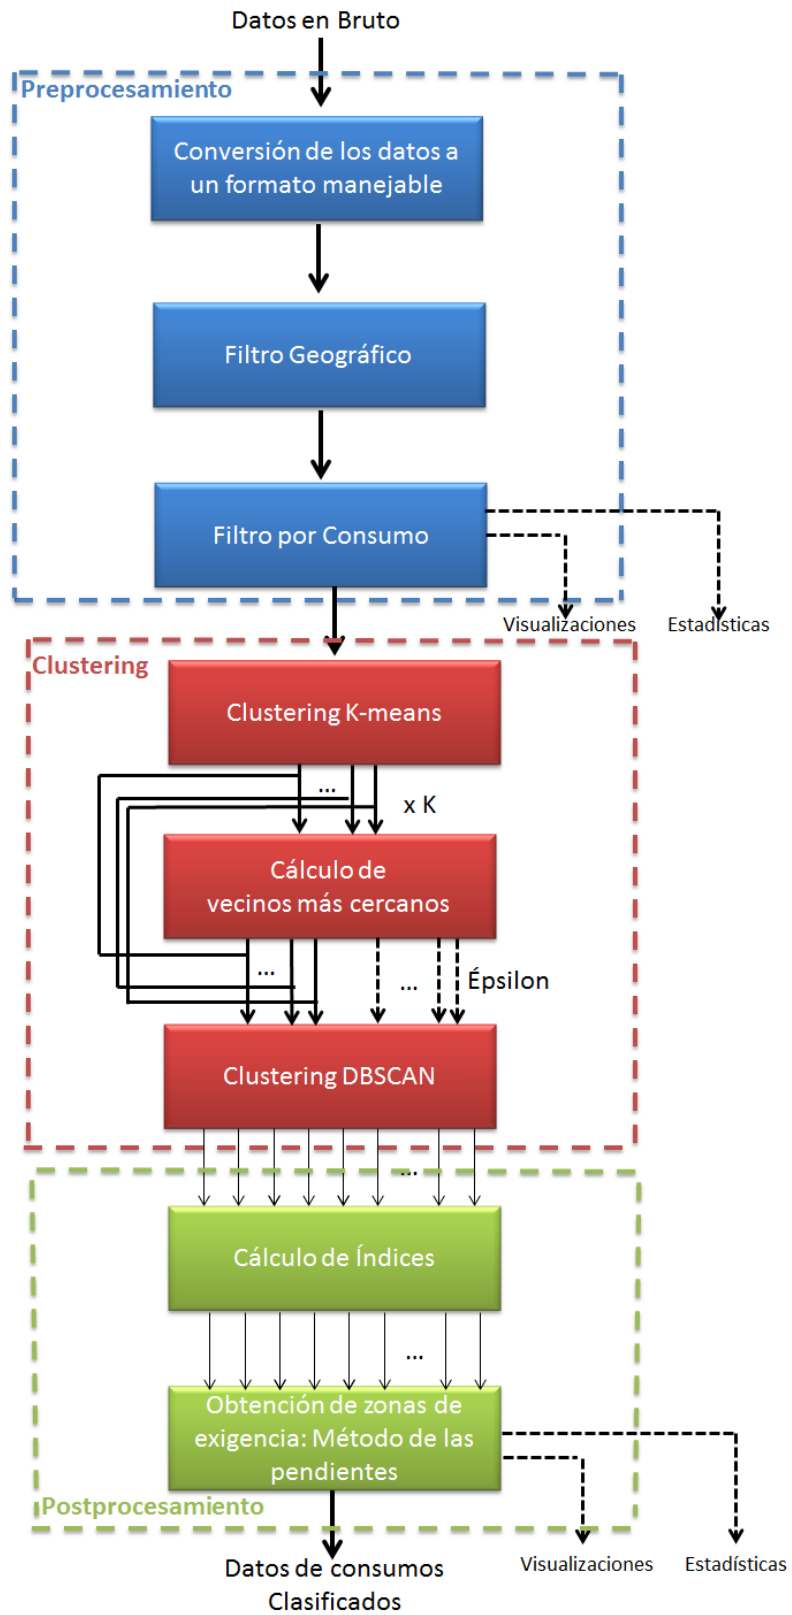 Datos en Bruto
Preprocesamiento
Conversión de los datos a
un formato manejable
Filtro Geográfico
Filtro por Consumo
Visualizaciones
Estadísticas
Clustering
Clustering K-means
...
x K
Cálculo de
vecinos más cercanos
...
...
Épsilon
Clustering DBSCAN
...
Cálculo de Índices
...
Obtención de zonas de
exigencia: Método de las
pendientes
Postprocesamiento
Datos de consumos
Clasificados
Visualizaciones
Estadísticas